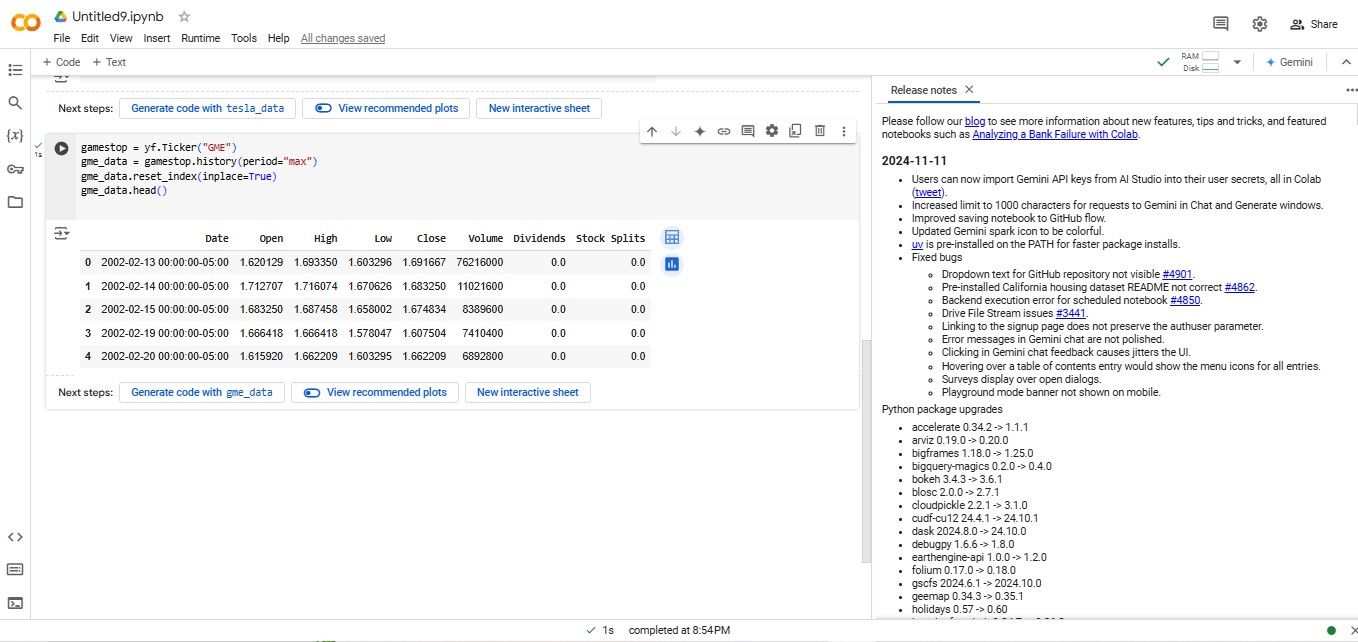 Untitled9.ipynb
File Edit View Insert Runtime Tools Help All changes saved
Share
+ Code + Text
RAM
Disk
Gemini
Next steps: Generate code with tesla_data View recommended plots New interactive sheet
1s
gamestop = yf.Ticker("GME")
gme_data = gamestop.history(period="max")
gme_data.reset_index(inplace=True)
gme_data.head()
Date Open High Low Close Volume Dividends Stock Splits
0 2002-02-13 00:00:00-05:00 1.620129 1.693350 1.603296 1.691667 76216000 0.0 0.0
1 2002-02-14 00:00:00-05:00 1.712707 1.716074 1.670626 1.683250 11021600 0.0 0.0
2 2002-02-15 00:00:00-05:00 1.683250 1.687458 1.658002 1.674834 8389600 0.0 0.0
3 2002-02-19 00:00:00-05:00 1.666418 1.666418 1.578047 1.607504 7410400 0.0 0.0
4 2002-02-20 00:00:00-05:00 1.615920 1.662209 1.603295 1.662209 6892800 0.0 0.0
Next steps: Generate code with gme_data View recommended plots New interactive sheet
Release notes
Please follow our blog to see more information about new features, tips and tricks, and featured
notebooks such as Analyzing a Bank Failure with Colab.
2024-11-11
Users can now import Gemini API keys from AI Studio into their user secrets, all in Colab
(tweet).
Increased limit to 1000 characters for requests to Gemini in Chat and Generate windows.
Improved saving notebook to GitHub flow.
Updated Gemini spark icon to be colorful.
uv is pre-installed on the PATH for faster package installs.
Fixed bugs
Dropdown text for GitHub repository not visible #4901.
Pre-installed California housing dataset README not correct #4862.
Backend execution error for scheduled notebook #4850.
Drive File Stream issues #3441.
Linking to the signup page does not preserve the authuser parameter.
Error messages in Gemini chat are not polished.
Clicking in Gemini chat feedback causes jitters the UI.
Hovering over a table of contents entry would show the menu icons for all entries.
Surveys display over open dialogs.
Playground mode banner not shown on mobile.
Python package upgrades
accelerate 0.34.2 -> 1.1.1
arviz 0.19.0 -> 0.20.0
bigframes 1.18.0 -> 1.25.0
bigquery-magics 0.2.0 -> 0.4.0
bokeh 3.4.3 -> 3.6.1
blosc 2.0.0 -> 2.7.1
cloudpickle 2.2.1 -> 3.1.0
cudf-cu12 24.4.1 -> 24.10.1
dask 2024.8.0 -> 24.10.0
debugpy 1.6.6 -> 1.8.0
earthengine-api 1.0.0 -> 1.2.0
folium 0.17.0 -> 0.18.0
gscfs 2024.6.1 -> 2024.10.0
geemap 0.34.3 -> 0.35.1
holidays 0.57 -> 0.60
1s completed at 8:54PM